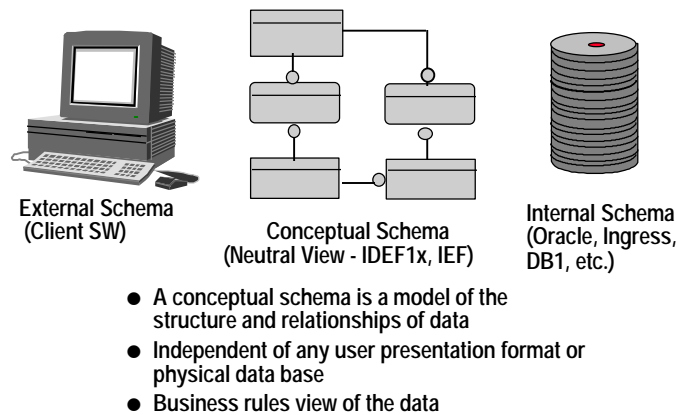 External Schema
(Client SW)
Conceptual Schema
(Neutral View - IDEF1x, IEF)
Internal Schema
(Oracle, Ingress,
DB1, etc.)
● A conceptual schema is a model of the
structure and relationships of data
● Independent of any user presentation format or
physical data base
● Business rules view of the data